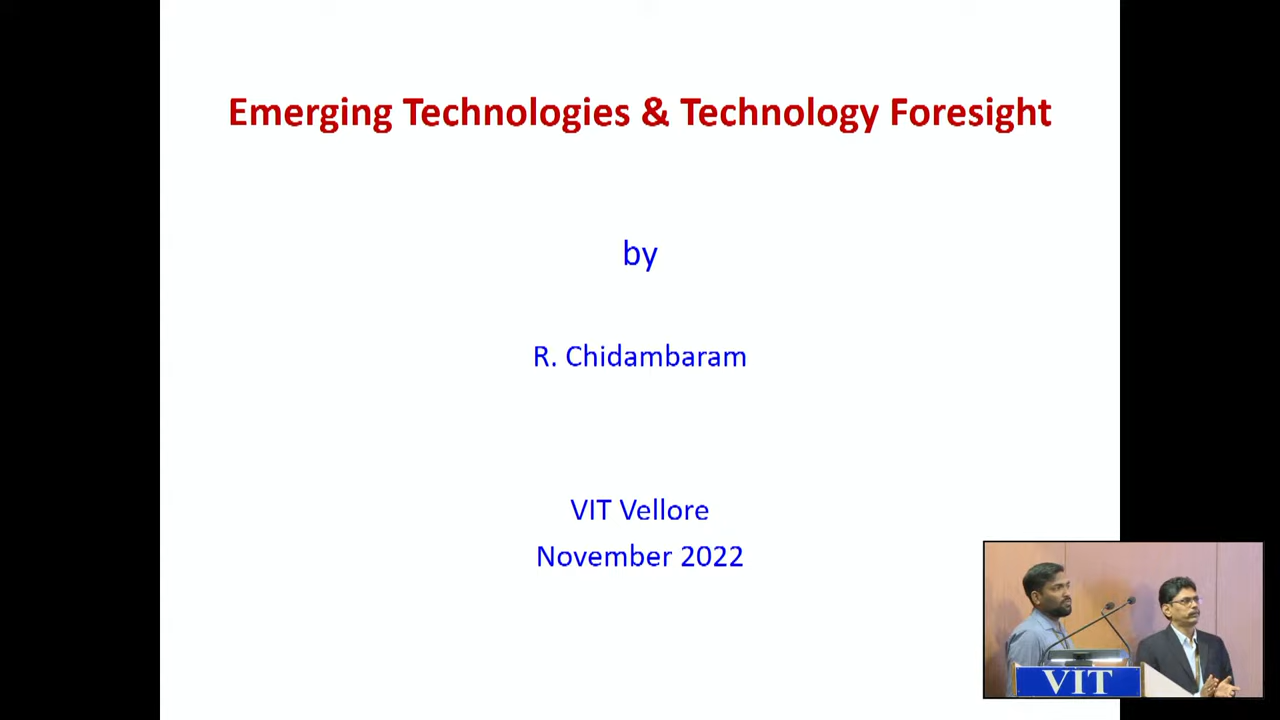 Emerging Technologies & Technology Foresight
by
R. Chidambaram
VIT Vellore
November 2022
VIT